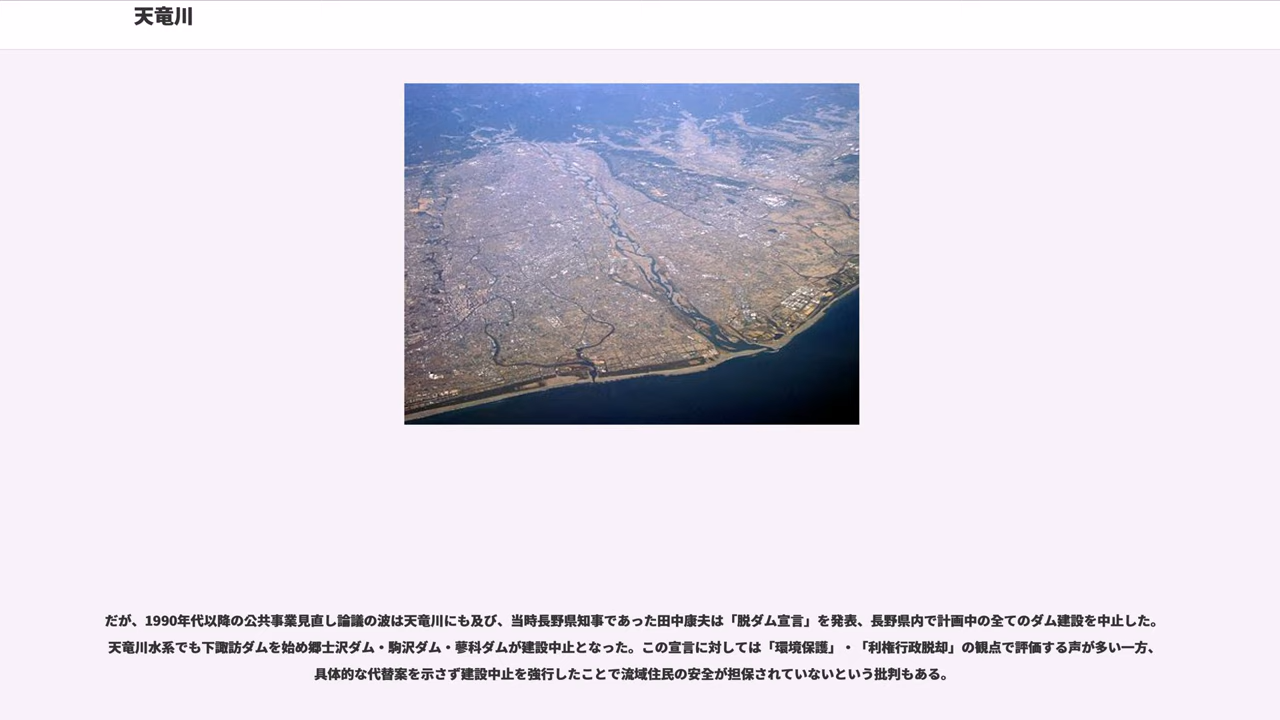 天竜川
だが、1990年代以降の公共事業見直し論議の波は天竜川にも及び、当時長野県知事であった田中康夫は「脱ダム宣言」を発表、長野県内で計画中の全てのダム建設を中止した。
天竜川水系でも下諏訪ダムを始め郷士沢ダム・駒沢ダム・蓼科ダムが建設中止となった。この宣言に対しては「環境保護」・「利権行政脱却」の観点で評価する声が多い一方、
具体的な代替案を示さず建設中止を強行したことで流域住民の安全が担保されていないという批判もある。